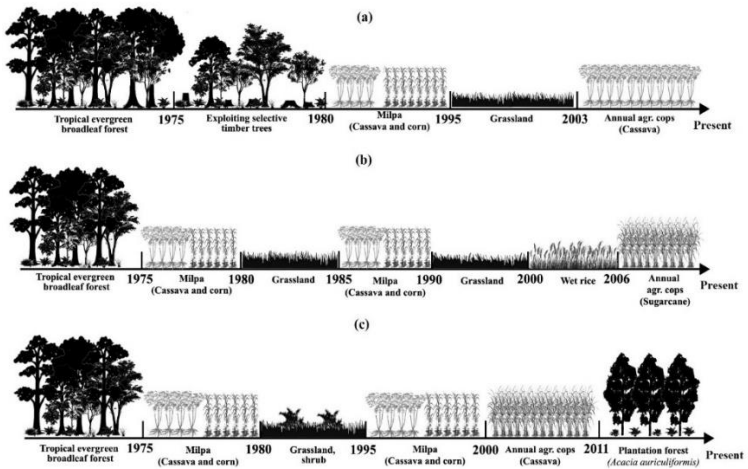 (a)
Tropical evergreen
broadleaf forest
1975
Exploiting selective
timber trees
1980
Milpa
(Cassava and corn)
1995
Grassland
2003
Annual agr. cops
(Cassava)
Present
(b)
Tropical evergreen
broadleaf forest
1975
Milpa
(Cassava and corn)
1980
Grassland
1985
Milpa
(Cassava and corn)
1990
Grassland
2000
Wet rice
2006
Annual
agr. cops
(Sugarcane)
Present
(c)
Tropical evergreen
broadleaf forest
1975
Milpa
(Cassava and corn)
1980
Grassland,
shrub
1995
Milpa
(Cassava and corn)
2000
Annual agr. cops
(Cassava)
2011
Plantation forest
(Acacia auriculiformis)
Present